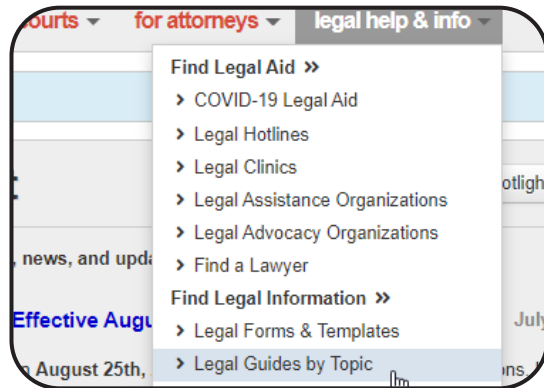 ourts for attorneys legal help & info
Find Legal Aid »
> COVID-19 Legal Aid
> Legal Hotlines
> Legal Clinics
> Legal Assistance Organizations
> Legal Advocacy Organizations
> Find a Lawyer
Find Legal Information »
> Legal Forms & Templates
> Legal Guides by Topic
otligh
, news, and upda
Effective Augu July
n August 25th, ons,